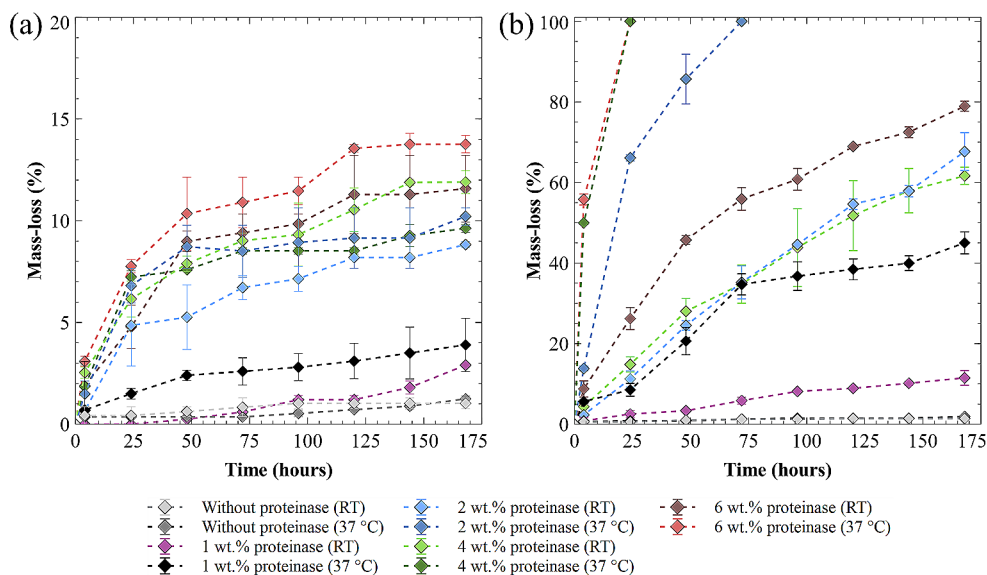 (a)
20
15
10
5
0
Mass-loss (%)
0 25 50 75 100 125 150 175
Time (hours)
(b)
100
80
60
40
20
0
Mass-loss (%)
0 25 50 75 100 125 150 175
Time (hours)
Without proteinase (RT)
Without proteinase (37 °C)
1 wt.% proteinase (RT)
1 wt.% proteinase (37 °C)
2 wt.% proteinase (RT)
2 wt.% proteinase (37 °C)
4 wt.% proteinase (RT)
4 wt.% proteinase (37 °C)
6 wt.% proteinase (RT)
6 wt.% proteinase (37 °C)